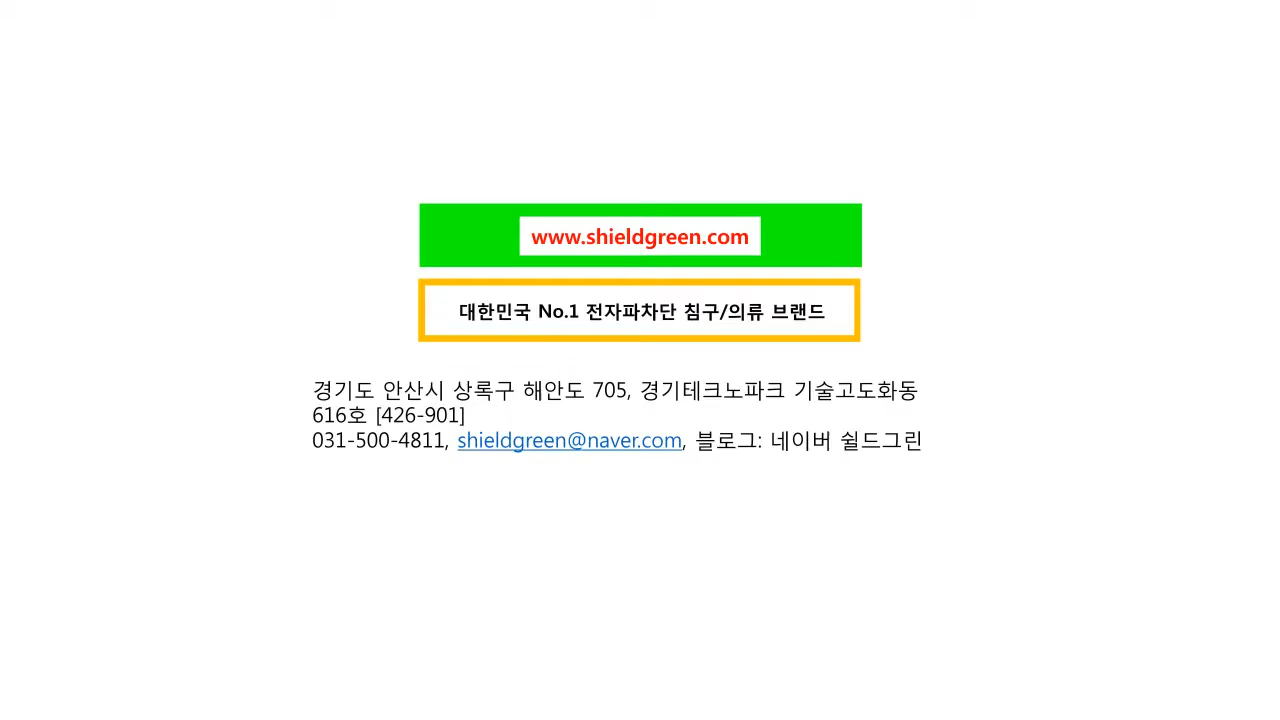 www.shieldgreen.com
대한민국 No.1 전자파차단 침구/의류 브랜드
경기도 안산시 상록구 해안도 705, 경기테크노파크 기술고도화동
616호 [426-901]
031-500-4811, shieldgreen@naver.com, 블로그: 네이버 쉴드그린